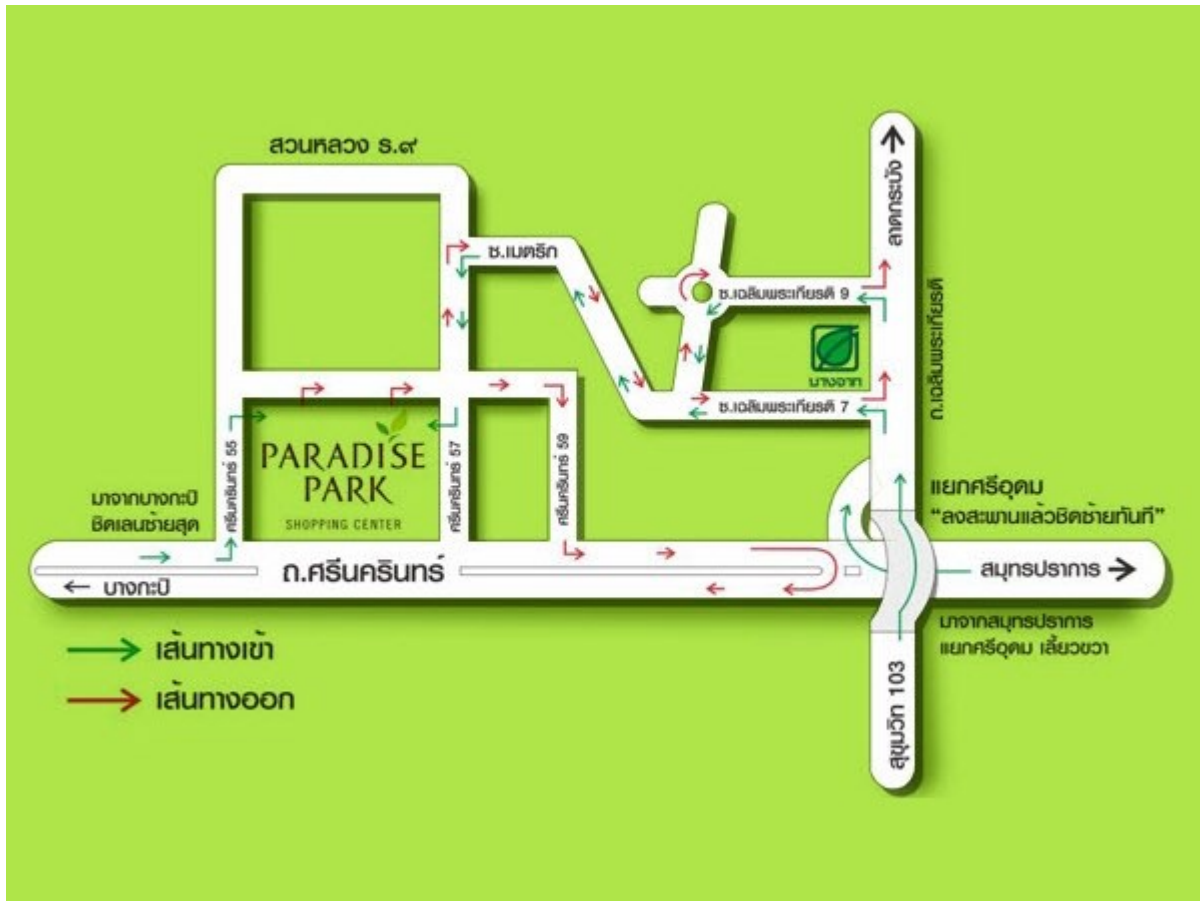 สวนหลวง ร.๙
ซ.เมตริก
ลาดกระบัง
ซ.เฉลิมพระเกียรติ 9
ถ.เฉลิมพระเกียรติ
บางจาก
ซ.เฉลิมพระเกียรติ 7
PARADISE
PARK
SHOPPING CENTER
ศรีนครินทร์ 55
ศรีนครินทร์ 57
ศรีนครินทร์ 59
มาจากบางกะปิ
ชิดเลนซ้ายสุด
แยกศรีอุดม
“ลงสะพานแล้วชิดซ้ายทันที”
บางกะปิ
ถ.ศรีนครินทร์
สมุทรปราการ
มาจากสมุทรปราการ
แยกศรีอุดม เลี้ยวขวา
เส้นทางเข้า
เส้นทางออก
สุขุมวิท 103